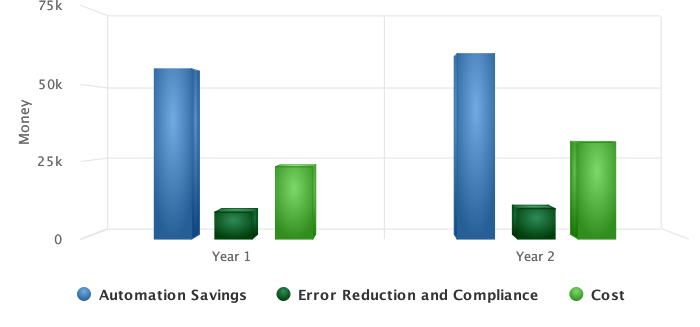 75k
50k
25k
0
Money
Year 1
Year 2
Automation Savings
Error Reduction and Compliance
Cost